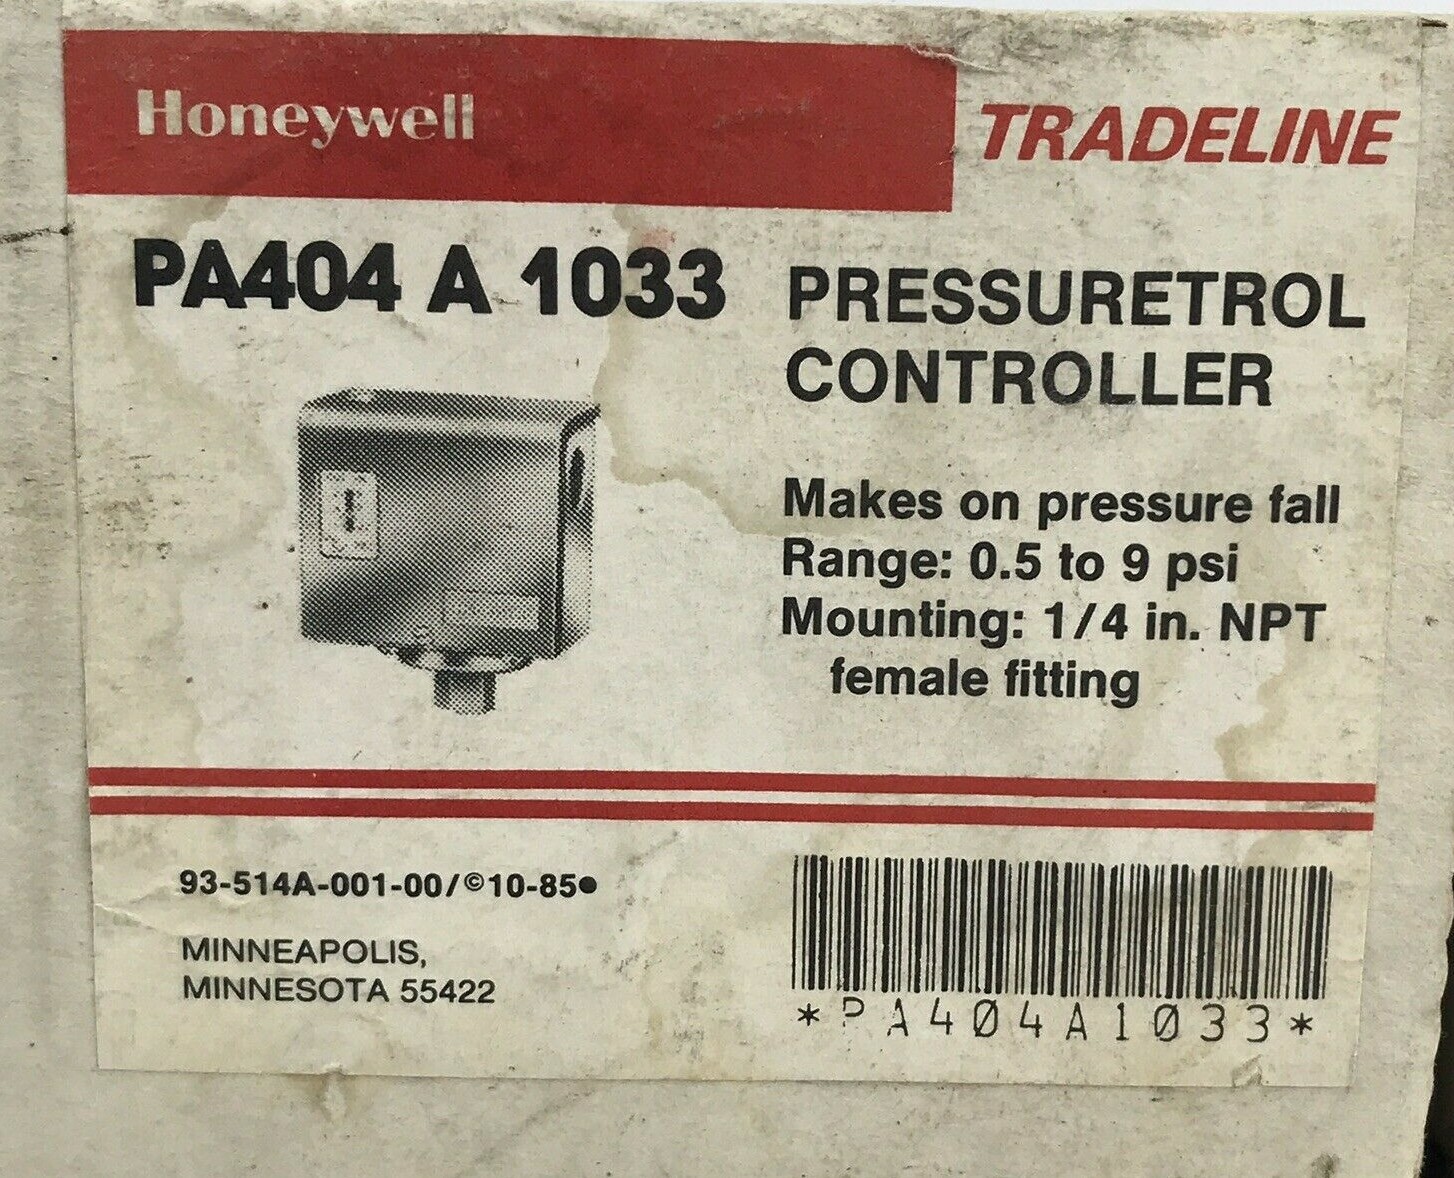 Honeywell
TRADELINE
PA404 A 1033
PRESSURETROL
CONTROLLER
Makes on pressure fall
Range: 0.5 to 9 psi
Mounting: 1/4 in. NPT
female fitting
93-514A-001-00/©10-85●
MINNEAPOLIS,
MINNESOTA 55422
*PA404A1033*